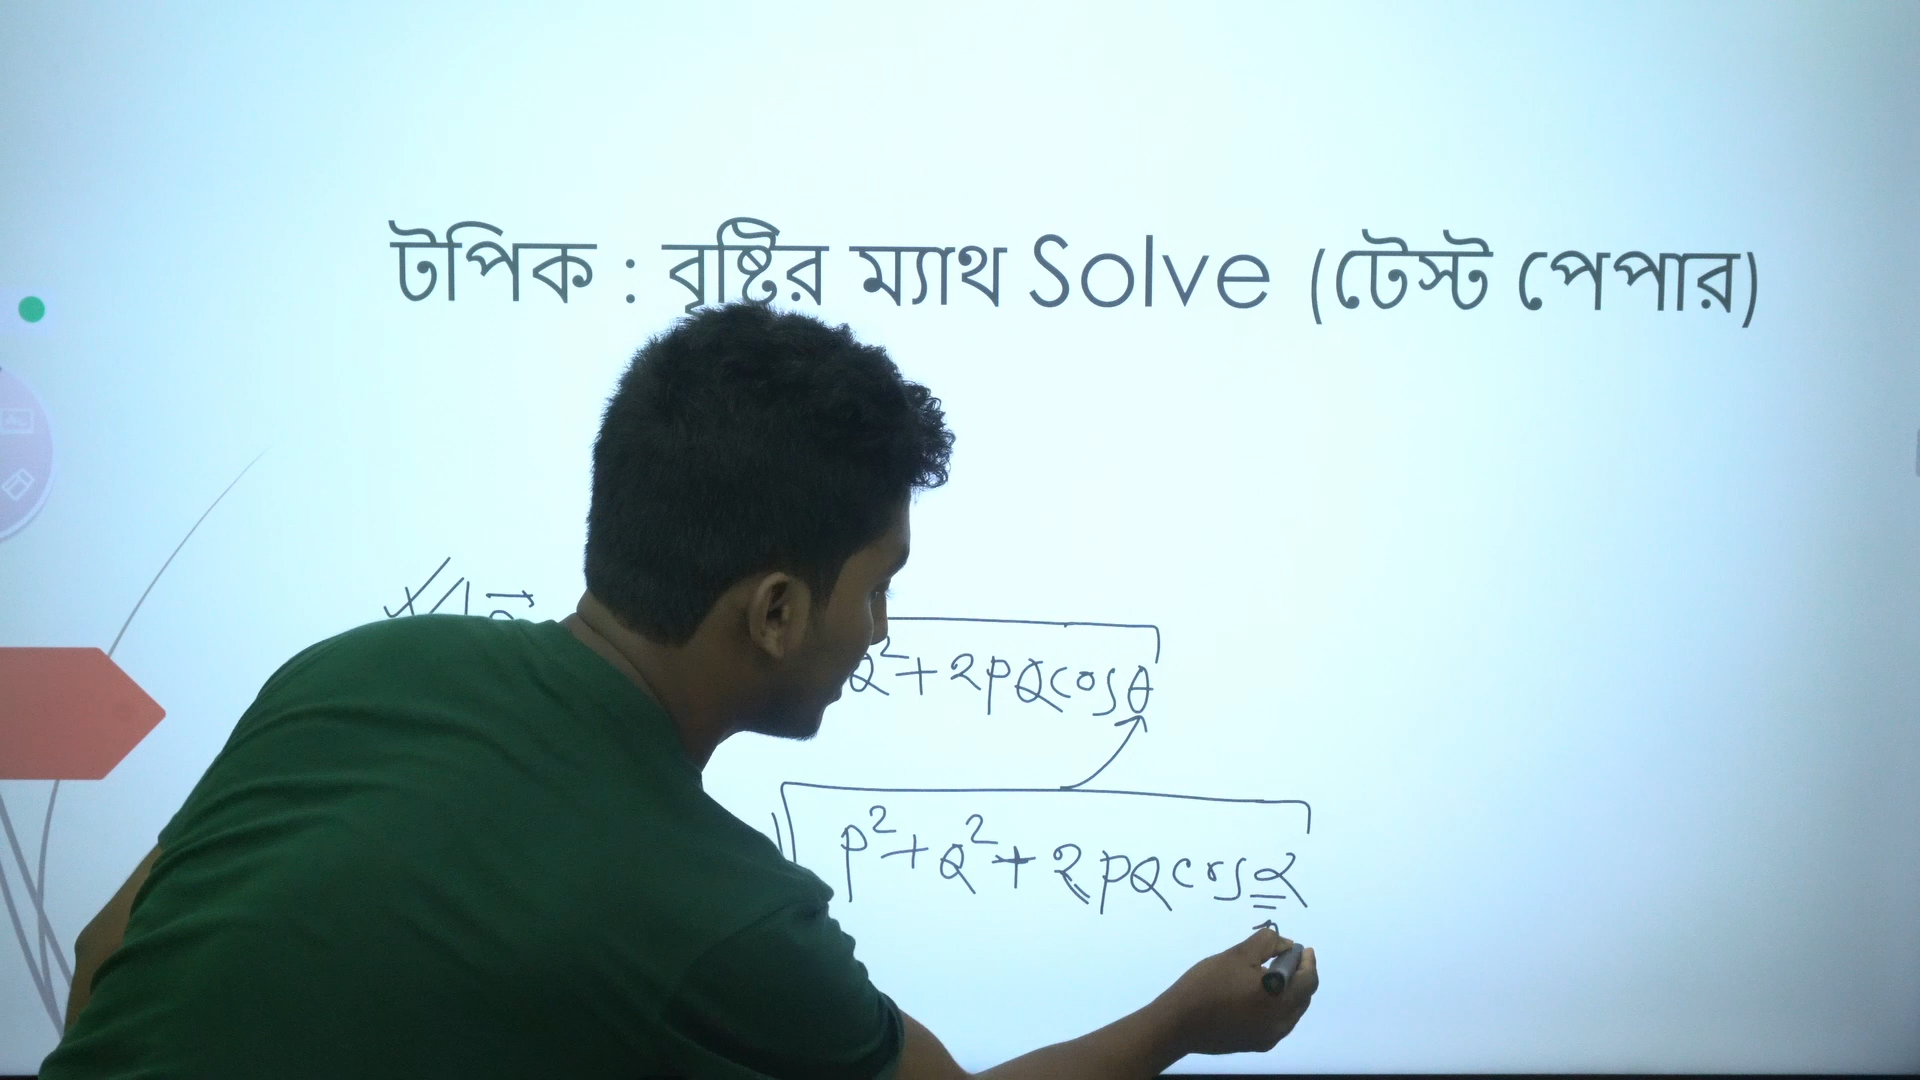 টপিক : বৃষ্টির ম্যাথ Solve (টেস্ট পেপার)
Q²+2PQcosθ
√P²+Q²+2PQcosα